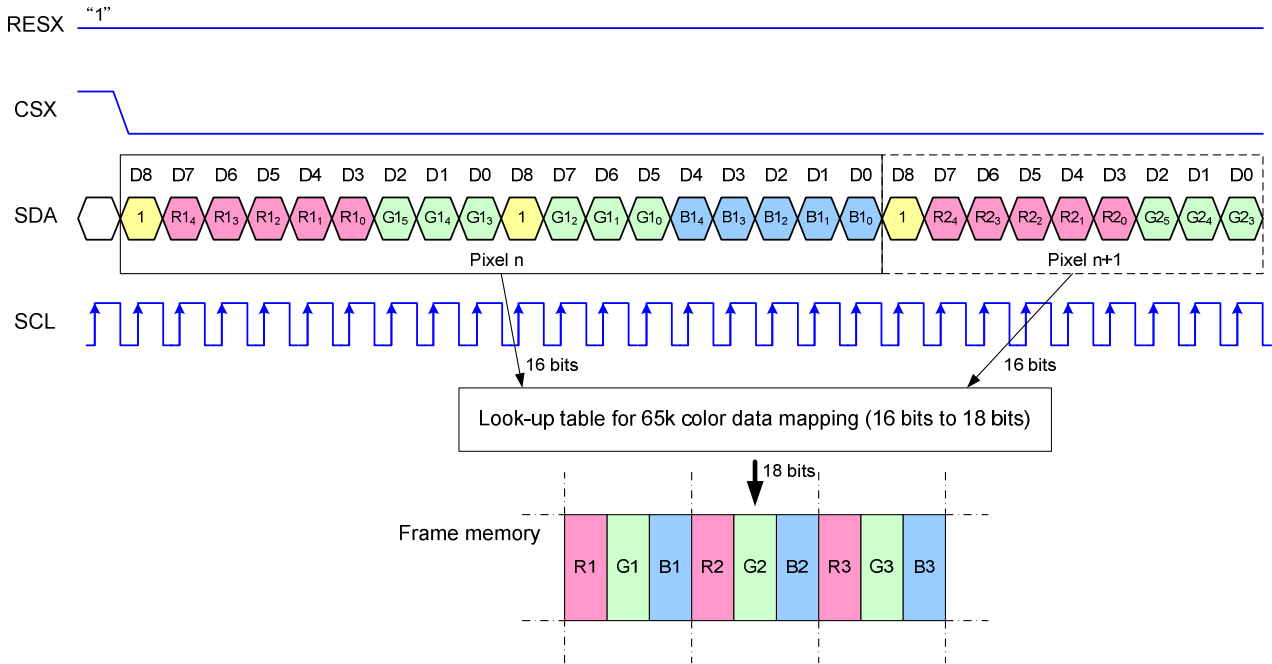 RESX “1”
CSX
D8 D7 D6 D5 D4 D3 D2 D1 D0 D8 D7 D6 D5 D4 D3 D2 D1 D0 D8 D7 D6 D5 D4 D3 D2 D1 D0
SDA 1 R1₄ R1₃ R1₂ R1₁ R1₀ G1₅ G1₄ G1₃ 1 G1₂ G1₁ G1₀ B1₄ B1₃ B1₂ B1₁ B1₀ 1 R2₄ R2₃ R2₂ R2₁ R2₀ G2₅ G2₄ G2₃
Pixel n Pixel n+1
SCL
16 bits 16 bits
Look-up table for 65k color data mapping (16 bits to 18 bits)
18 bits
Frame memory
R1 G1 B1 R2 G2 B2 R3 G3 B3